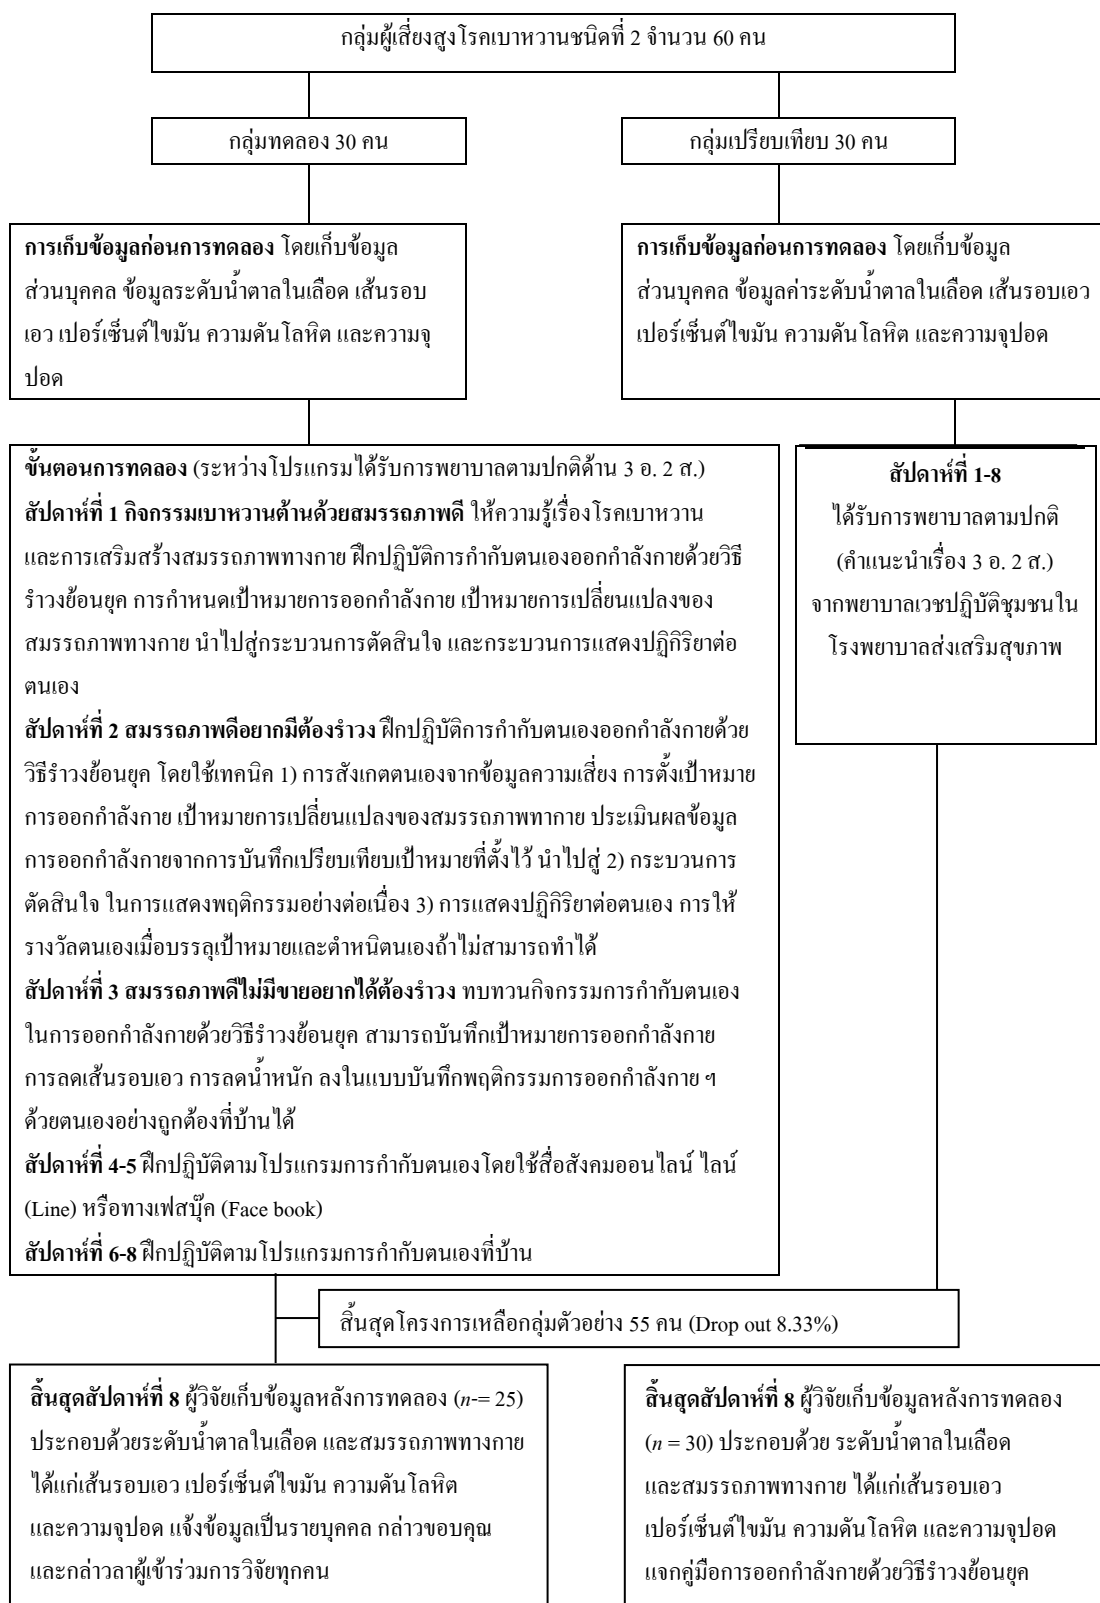 กลุ่มผู้เสี่ยงสูงโรคเบาหวานชนิดที่ 2 จำนวน 60 คน
กลุ่มทดลอง 30 คน
กลุ่มเปรียบเทียบ 30 คน
การเก็บข้อมูลก่อนการทดลอง โดยเก็บข้อมูล
ส่วนบุคคล ข้อมูลระดับน้ำตาลในเลือด เส้นรอบ
เอว เปอร์เซ็นต์ไขมัน ความดันโลหิต และความจุ
ปอด
การเก็บข้อมูลก่อนการทดลอง โดยเก็บข้อมูล
ส่วนบุคคล ข้อมูลค่าระดับน้ำตาลในเลือด เส้นรอบเอว
เปอร์เซ็นต์ไขมัน ความดันโลหิต และความจุปอด
ขั้นตอนการทดลอง (ระหว่างโปรแกรมได้รับการพยาบาลตามปกติด้าน 3 อ. 2 ส.)
สัปดาห์ที่ 1 กิจกรรมเบาหวานต้านด้วยสมรรถภาพดี ให้ความรู้เรื่องโรคเบาหวาน
และการเสริมสร้างสมรรถภาพทางกาย ฝึกปฏิบัติการกำกับตนเองออกกำลังกายด้วยวิธี
รำวงย้อนยุค การกำหนดเป้าหมายการออกกำลังกาย เป้าหมายการเปลี่ยนแปลงของ
สมรรถภาพทางกาย นำไปสู่กระบวนการตัดสินใจ และกระบวนการแสดงปฏิกิริยาต่อ
ตนเอง
สัปดาห์ที่ 2 สมรรถภาพดีอยากมีต้องรำวง ฝึกปฏิบัติการกำกับตนเองออกกำลังกายด้วย
วิธีรำวงย้อนยุค โดยใช้เทคนิค 1) การสังเกตตนเองจากข้อมูลความเสี่ยง การตั้งเป้าหมาย
การออกกำลังกาย เป้าหมายการเปลี่ยนแปลงของสมรรถภาพทากาย ประเมินผลข้อมูล
การออกกำลังกายจากการบันทึกเปรียบเทียบเป้าหมายที่ตั้งไว้ นำไปสู่ 2) กระบวนการ
ตัดสินใจ ในการแสดงพฤติกรรมอย่างต่อเนื่อง 3) การแสดงปฏิกิริยาต่อตนเอง การให้
รางวัลตนเองเมื่อบรรลุเป้าหมายและตำหนิตนเองถ้าไม่สามารถทำได้
สัปดาห์ที่ 3 สมรรถภาพดีไม่มีขายอยากได้ต้องรำวง ทบทวนกิจกรรมการกำกับตนเอง
ในการออกกำลังกายด้วยวิธีรำวงย้อนยุค สามารถบันทึกเป้าหมายการออกกำลังกาย
การลดเส้นรอบเอว การลดน้ำหนัก ลงในแบบบันทึกพฤติกรรมการออกกำลังกาย ฯ
ด้วยตนเองอย่างถูกต้องที่บ้านได้
สัปดาห์ที่ 4-5 ฝึกปฏิบัติตามโปรแกรมการกำกับตนเองโดยใช้สื่อสังคมออนไลน์ ไลน์
(Line) หรือทางเฟสบุ๊ค (Face book)
สัปดาห์ที่ 6-8 ฝึกปฏิบัติตามโปรแกรมการกำกับตนเองที่บ้าน
สัปดาห์ที่ 1-8
ได้รับการพยาบาลตามปกติ
(คำแนะนำเรื่อง 3 อ. 2 ส.)
จากพยาบาลเวชปฏิบัติชุมชนใน
โรงพยาบาลส่งเสริมสุขภาพ
สิ้นสุดโครงการเหลือกลุ่มตัวอย่าง 55 คน (Drop out 8.33%)
สิ้นสุดสัปดาห์ที่ 8 ผู้วิจัยเก็บข้อมูลหลังการทดลอง (n-= 25)
ประกอบด้วยระดับน้ำตาลในเลือด และสมรรถภาพทางกาย
ได้แก่เส้นรอบเอว เปอร์เซ็นต์ไขมัน ความดันโลหิต
และความจุปอด แจ้งข้อมูลเป็นรายบุคคล กล่าวขอบคุณ
และกล่าวลาผู้เข้าร่วมการวิจัยทุกคน
สิ้นสุดสัปดาห์ที่ 8 ผู้วิจัยเก็บข้อมูลหลังการทดลอง
(n = 30) ประกอบด้วย ระดับน้ำตาลในเลือด
และสมรรถภาพทางกาย ได้แก่เส้นรอบเอว
เปอร์เซ็นต์ไขมัน ความดันโลหิต และความจุปอด
แจกคู่มือการออกกำลังกายด้วยวิธีรำวงย้อนยุค